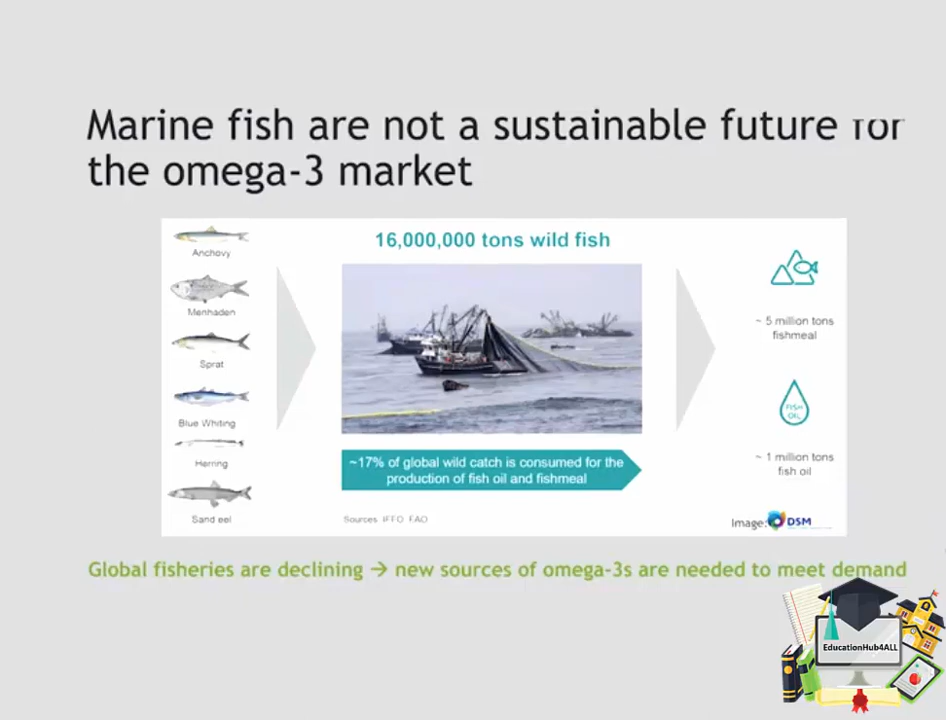 Marine fish are not a sustainable future for
the omega-3 market
16,000,000 tons wild fish
Anchovy
Menhaden
Sprat
Blue Whiting
Herring
Sand eel
~17% of global wild catch is consumed for the
production of fish oil and fishmeal
Sources IFFO FAO
~ 5 million tons
fishmeal
FISH
OIL
~ 1 million tons
fish oil
Image: DSM
Global fisheries are declining → new sources of omega-3s are needed to meet demand
EducationHub4ALL